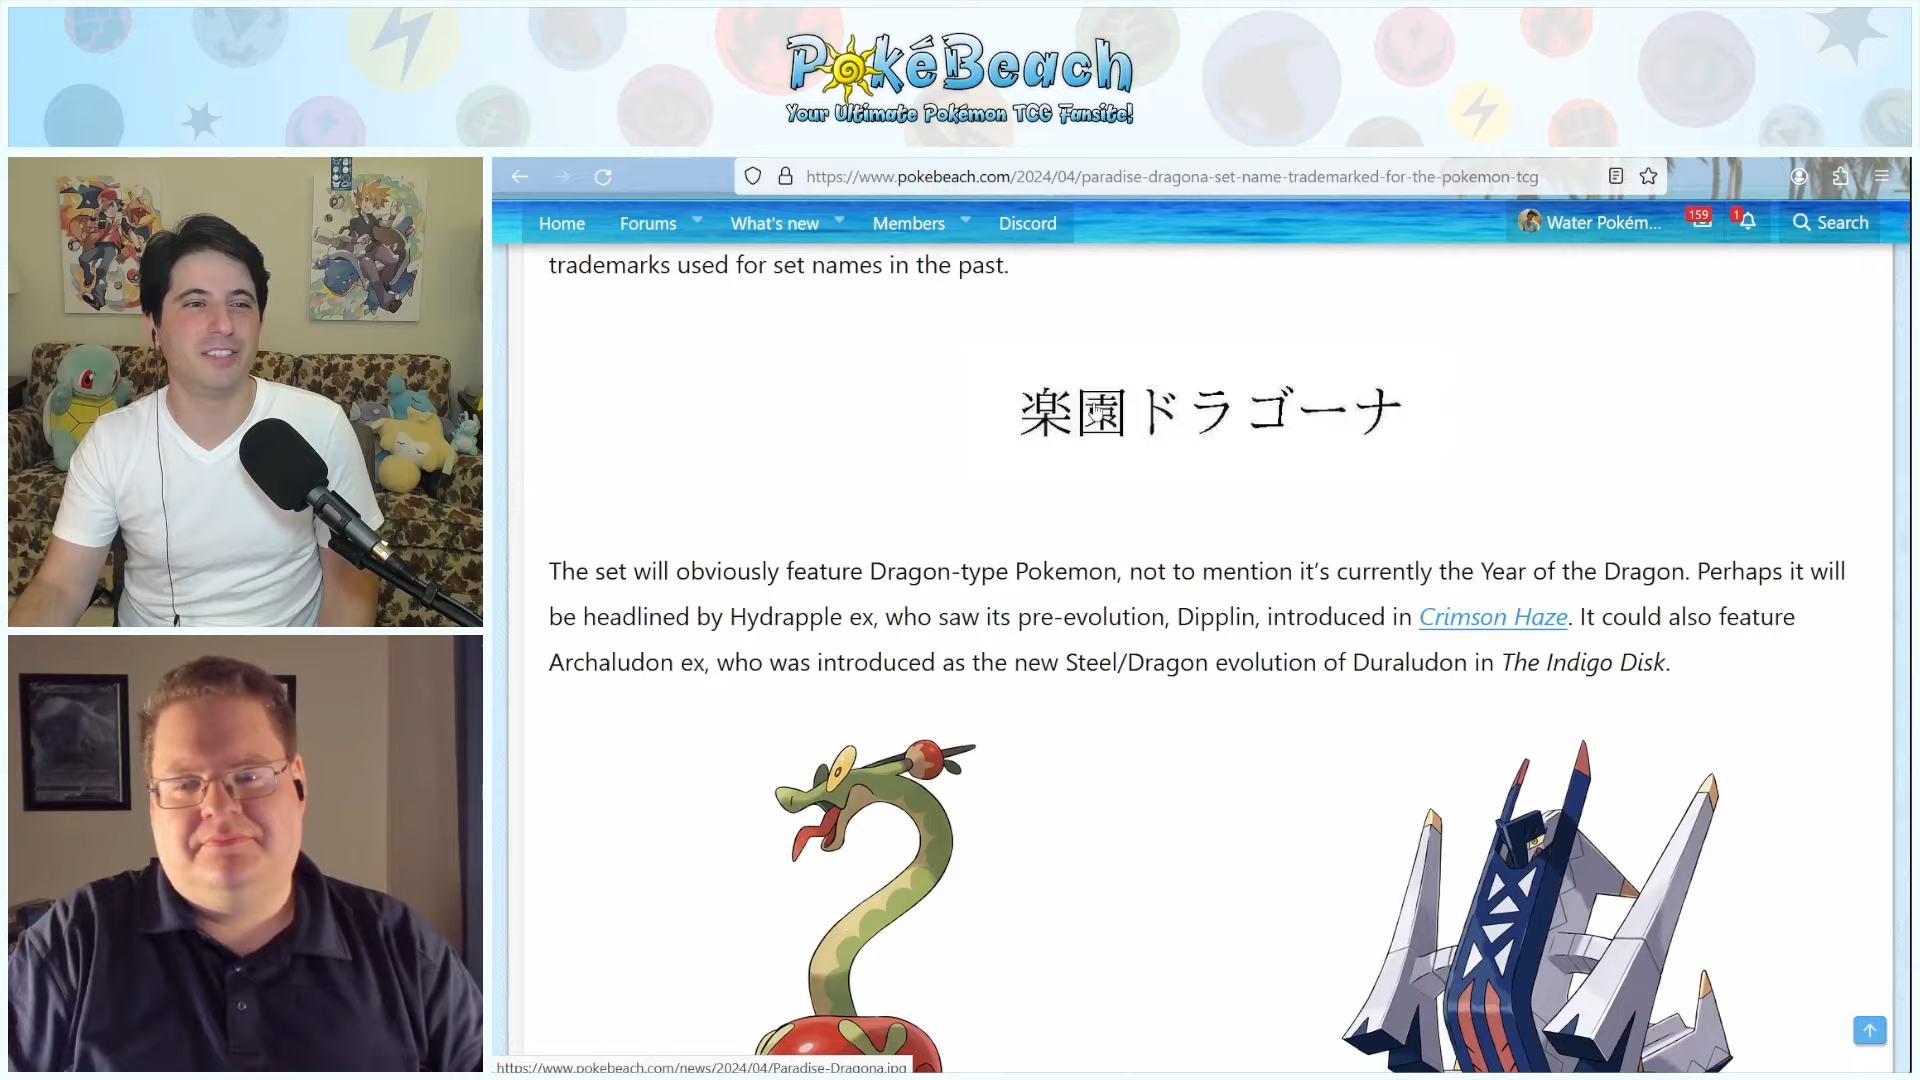 PokéBeach
Your Ultimate Pokémon TCG Fansite!
https://www.pokebeach.com/2024/04/paradise-dragona-set-name-trademarked-for-the-pokemon-tcg
Home Forums What's new Members Discord Water Pokém... 159 1 Search
trademarks used for set names in the past.
楽園ドラゴーナ
The set will obviously feature Dragon-type Pokemon, not to mention it's currently the Year of the Dragon. Perhaps it will
be headlined by Hydrapple ex, who saw its pre-evolution, Dipplin, introduced in Crimson Haze. It could also feature
Archaludon ex, who was introduced as the new Steel/Dragon evolution of Duraludon in The Indigo Disk.
https://www.pokebeach.com/news/2024/04/Paradise-Dragona.jpg